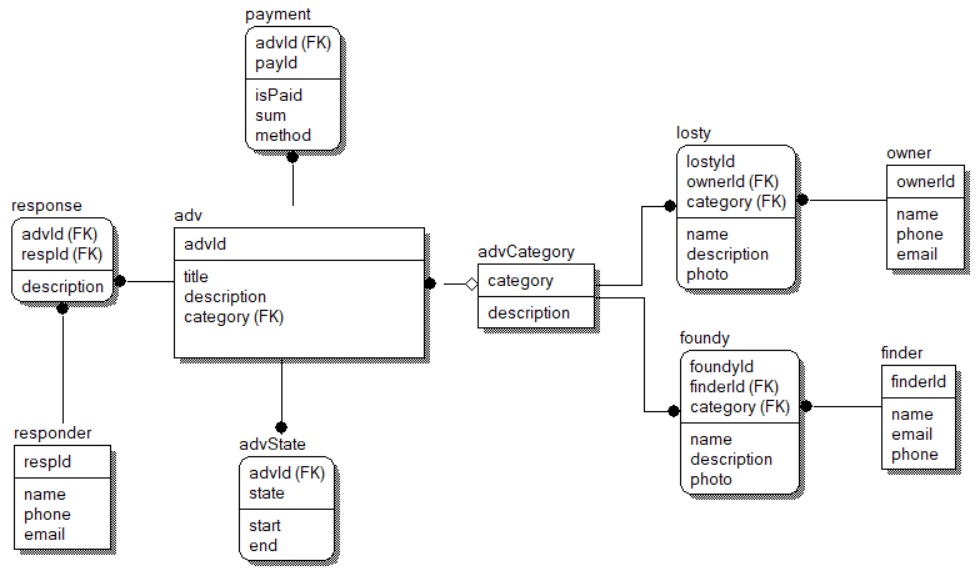 payment
advId (FK)
payId
isPaid
sum
method
losty
lostyId
ownerId (FK)
category (FK)
name
description
photo
owner
ownerId
name
phone
email
response
advId (FK)
respId (FK)
description
adv
advId
title
description
category (FK)
advCategory
category
description
foundy
foundyId
finderId (FK)
category (FK)
name
description
photo
finder
finderId
name
email
phone
responder
respId
name
phone
email
advState
advId (FK)
state
start
end